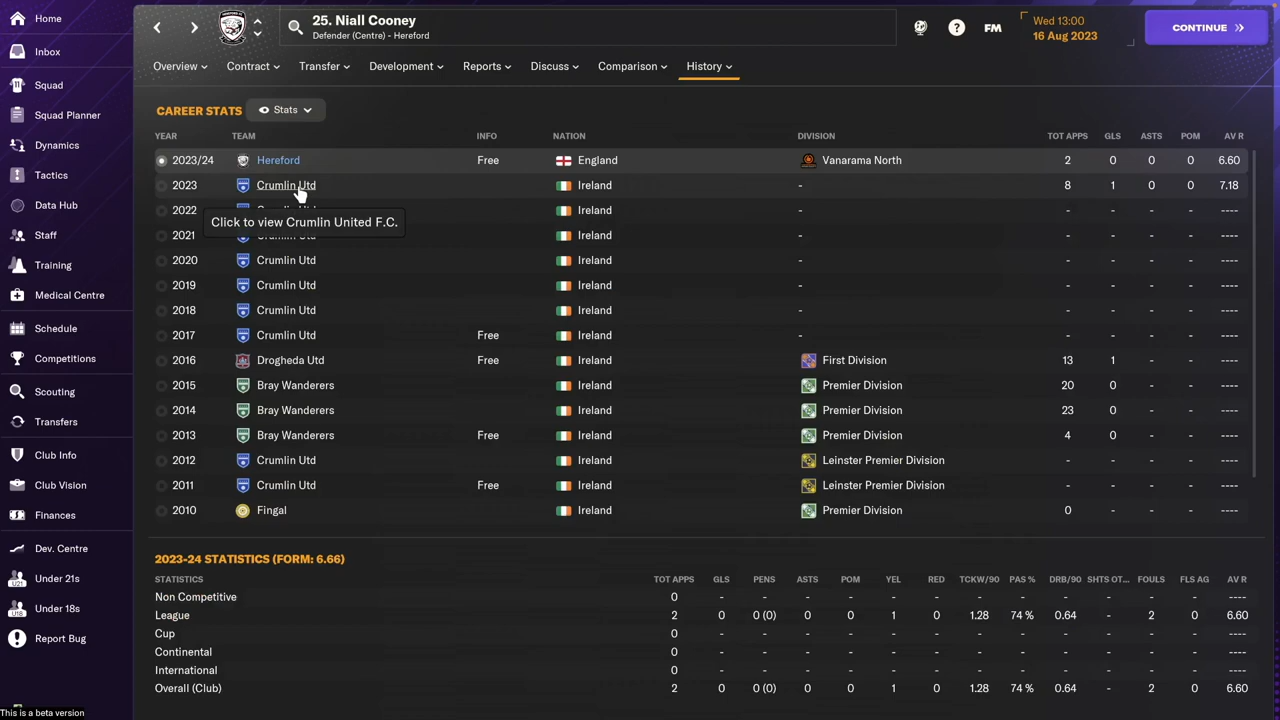 Home
Inbox
Squad
Squad Planner
Dynamics
Tactics
Data Hub
Staff
Training
Medical Centre
Schedule
Competitions
Scouting
Transfers
Club Info
Club Vision
Finances
Dev. Centre
U21 Under 21s
U18 Under 18s
Report Bug
This is a beta version
25. Niall Cooney
Defender (Centre) - Hereford
? FM
Wed 13:00
16 Aug 2023
CONTINUE
Overview Contract Transfer Development Reports Discuss Comparison History
CAREER STATS Stats
YEAR TEAM INFO NATION DIVISION TOT APPS GLS ASTS POM AV R
2023/24 Hereford Free England Vanarama North 2 0 0 0 6.60
2023 Crumlin Utd Ireland - 8 1 0 0 7.18
2022 Ireland - - - - - ----
Click to view Crumlin United F.C.
2021 Crumlin Utd Ireland - - - - - ----
2020 Crumlin Utd Ireland - - - - - ----
2019 Crumlin Utd Ireland - - - - - ----
2018 Crumlin Utd Ireland - - - - - ----
2017 Crumlin Utd Free Ireland - - - - - ----
2016 Drogheda Utd Free Ireland First Division 13 1 - - ----
2015 Bray Wanderers Ireland Premier Division 20 0 - - ----
2014 Bray Wanderers Ireland Premier Division 23 0 - - ----
2013 Bray Wanderers Free Ireland Premier Division 4 0 - - ----
2012 Crumlin Utd Ireland Leinster Premier Division - - - - ----
2011 Crumlin Utd Free Ireland Leinster Premier Division - - - - ----
2010 Fingal Ireland Premier Division 0 - - - ----
2023-24 STATISTICS (FORM: 6.66)
STATISTICS TOT APPS GLS PENS ASTS POM YEL RED TCKW/90 PAS % DRB/90 SHTS OT... FOULS FLS AG AV R
Non Competitive 0 - - - - - - - - - - - - ----
League 2 0 0 (0) 0 0 1 0 1.28 74 % 0.64 - 2 0 6.60
Cup 0 - - - - - - - - - - - - ----
Continental 0 - - - - - - - - - - - - ----
International 0 - - - - - - - - - - - - ----
Overall (Club) 2 0 0 (0) 0 0 1 0 1.28 74 % 0.64 - 2 0 6.60